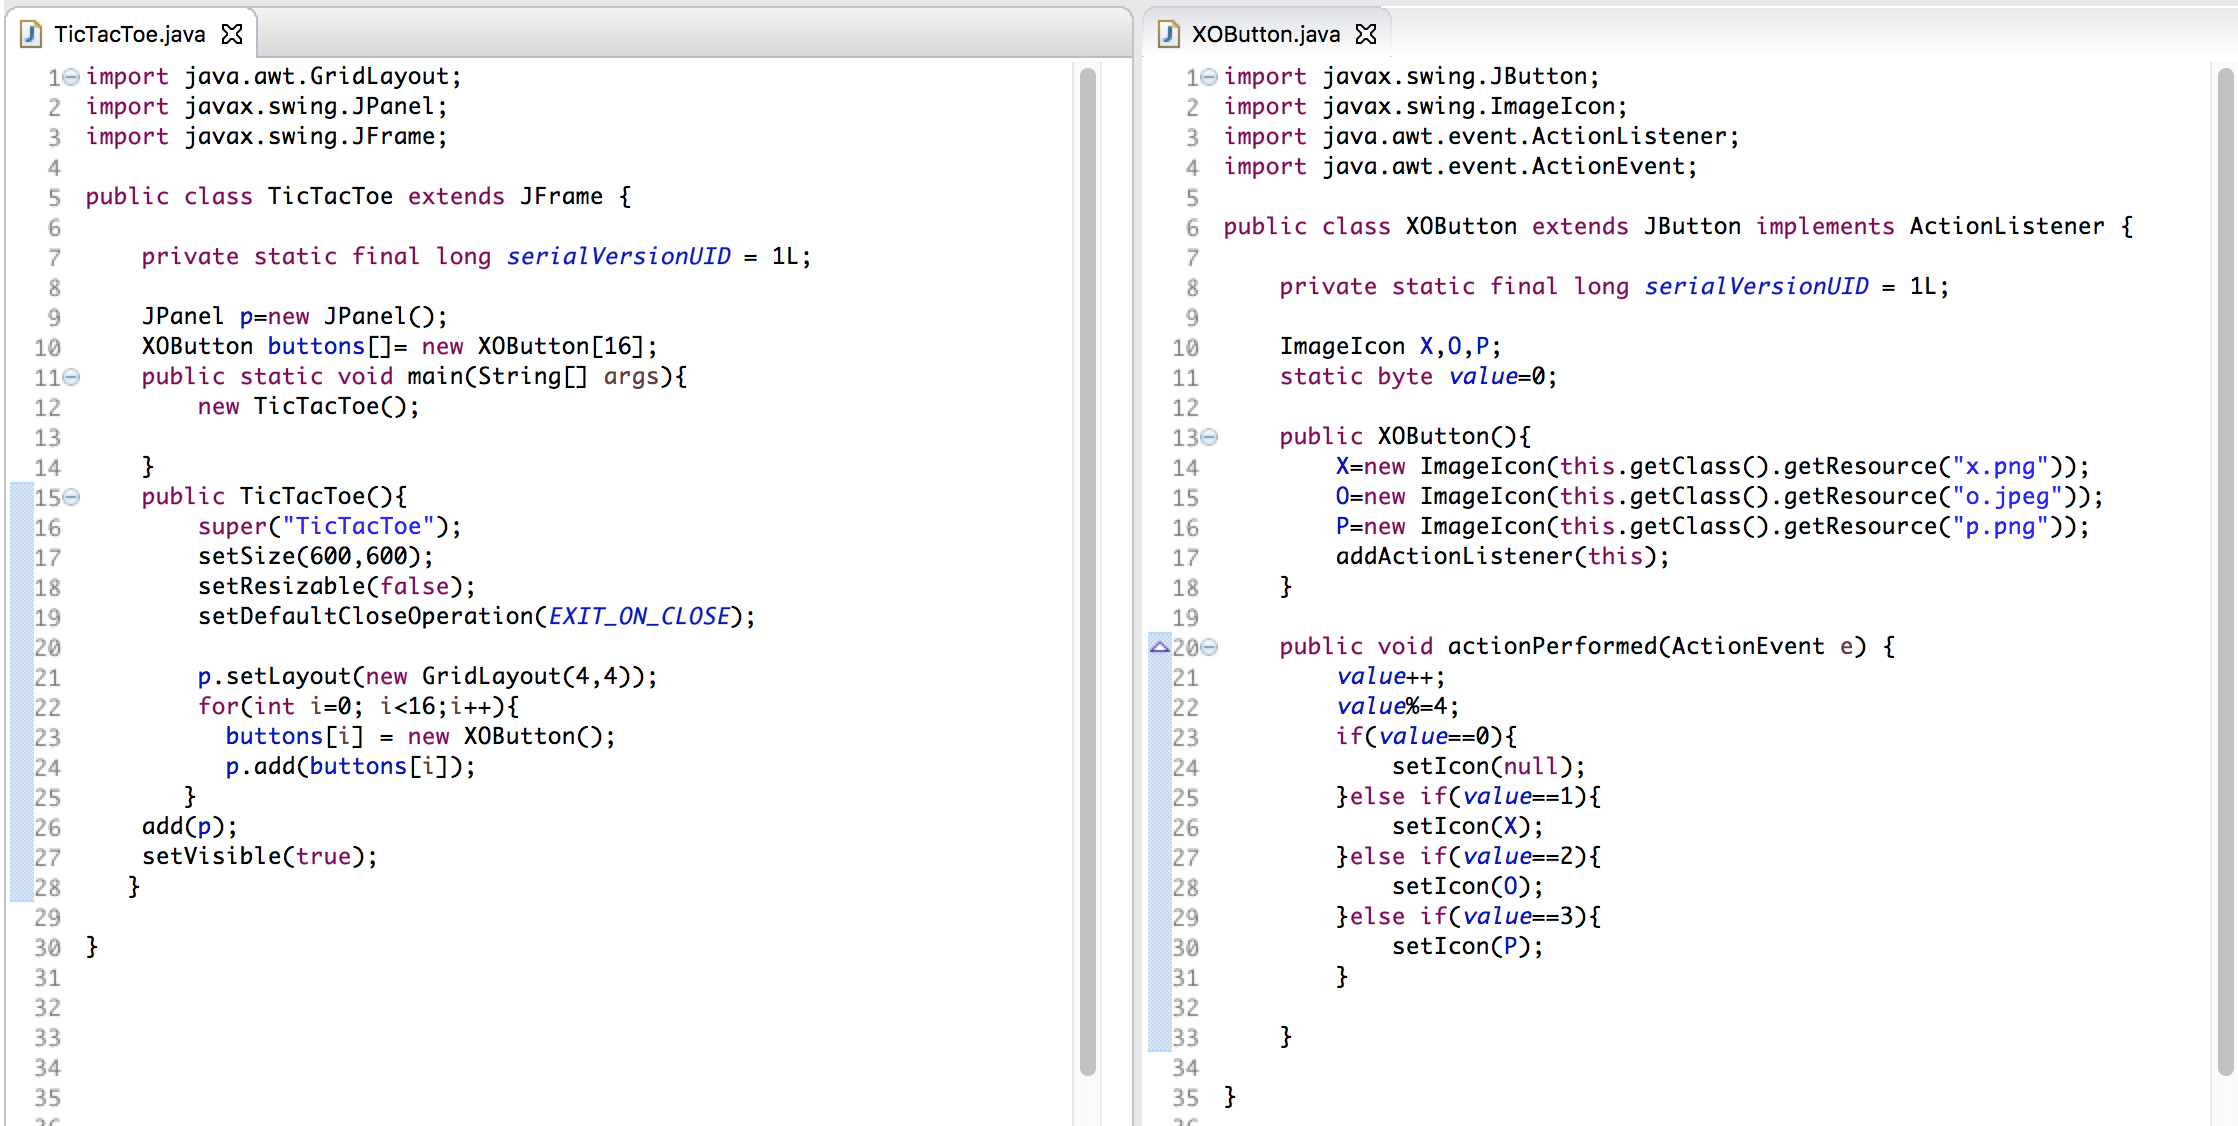 TicTacToe.java
1 import java.awt.GridLayout;
2 import javax.swing.JPanel;
3 import javax.swing.JFrame;
4
5 public class TicTacToe extends JFrame {
6
7     private static final long serialVersionUID = 1L;
8
9     JPanel p=new JPanel();
10     XOButton buttons[]= new XOButton[16];
11     public static void main(String[] args){
12         new TicTacToe();
13
14     }
15     public TicTacToe(){
16         super("TicTacToe");
17         setSize(600,600);
18         setResizable(false);
19         setDefaultCloseOperation(EXIT_ON_CLOSE);
20
21         p.setLayout(new GridLayout(4,4));
22         for(int i=0; i<16;i++){
23           buttons[i] = new XOButton();
24           p.add(buttons[i]);
25        }
26     add(p);
27     setVisible(true);
28    }
29
30 }
31
32
33
34
35
XOButton.java
1 import javax.swing.JButton;
2 import javax.swing.ImageIcon;
3 import java.awt.event.ActionListener;
4 import java.awt.event.ActionEvent;
5
6 public class XOButton extends JButton implements ActionListener {
7
8     private static final long serialVersionUID = 1L;
9
10     ImageIcon X,O,P;
11     static byte value=0;
12
13     public XOButton(){
14         X=new ImageIcon(this.getClass().getResource("x.png"));
15         O=new ImageIcon(this.getClass().getResource("o.jpeg"));
16         P=new ImageIcon(this.getClass().getResource("p.png"));
17         addActionListener(this);
18     }
19
20     public void actionPerformed(ActionEvent e) {
21         value++;
22         value%=4;
23         if(value==0){
24             setIcon(null);
25         }else if(value==1){
26             setIcon(X);
27         }else if(value==2){
28             setIcon(O);
29         }else if(value==3){
30             setIcon(P);
31         }
32
33     }
34
35 }